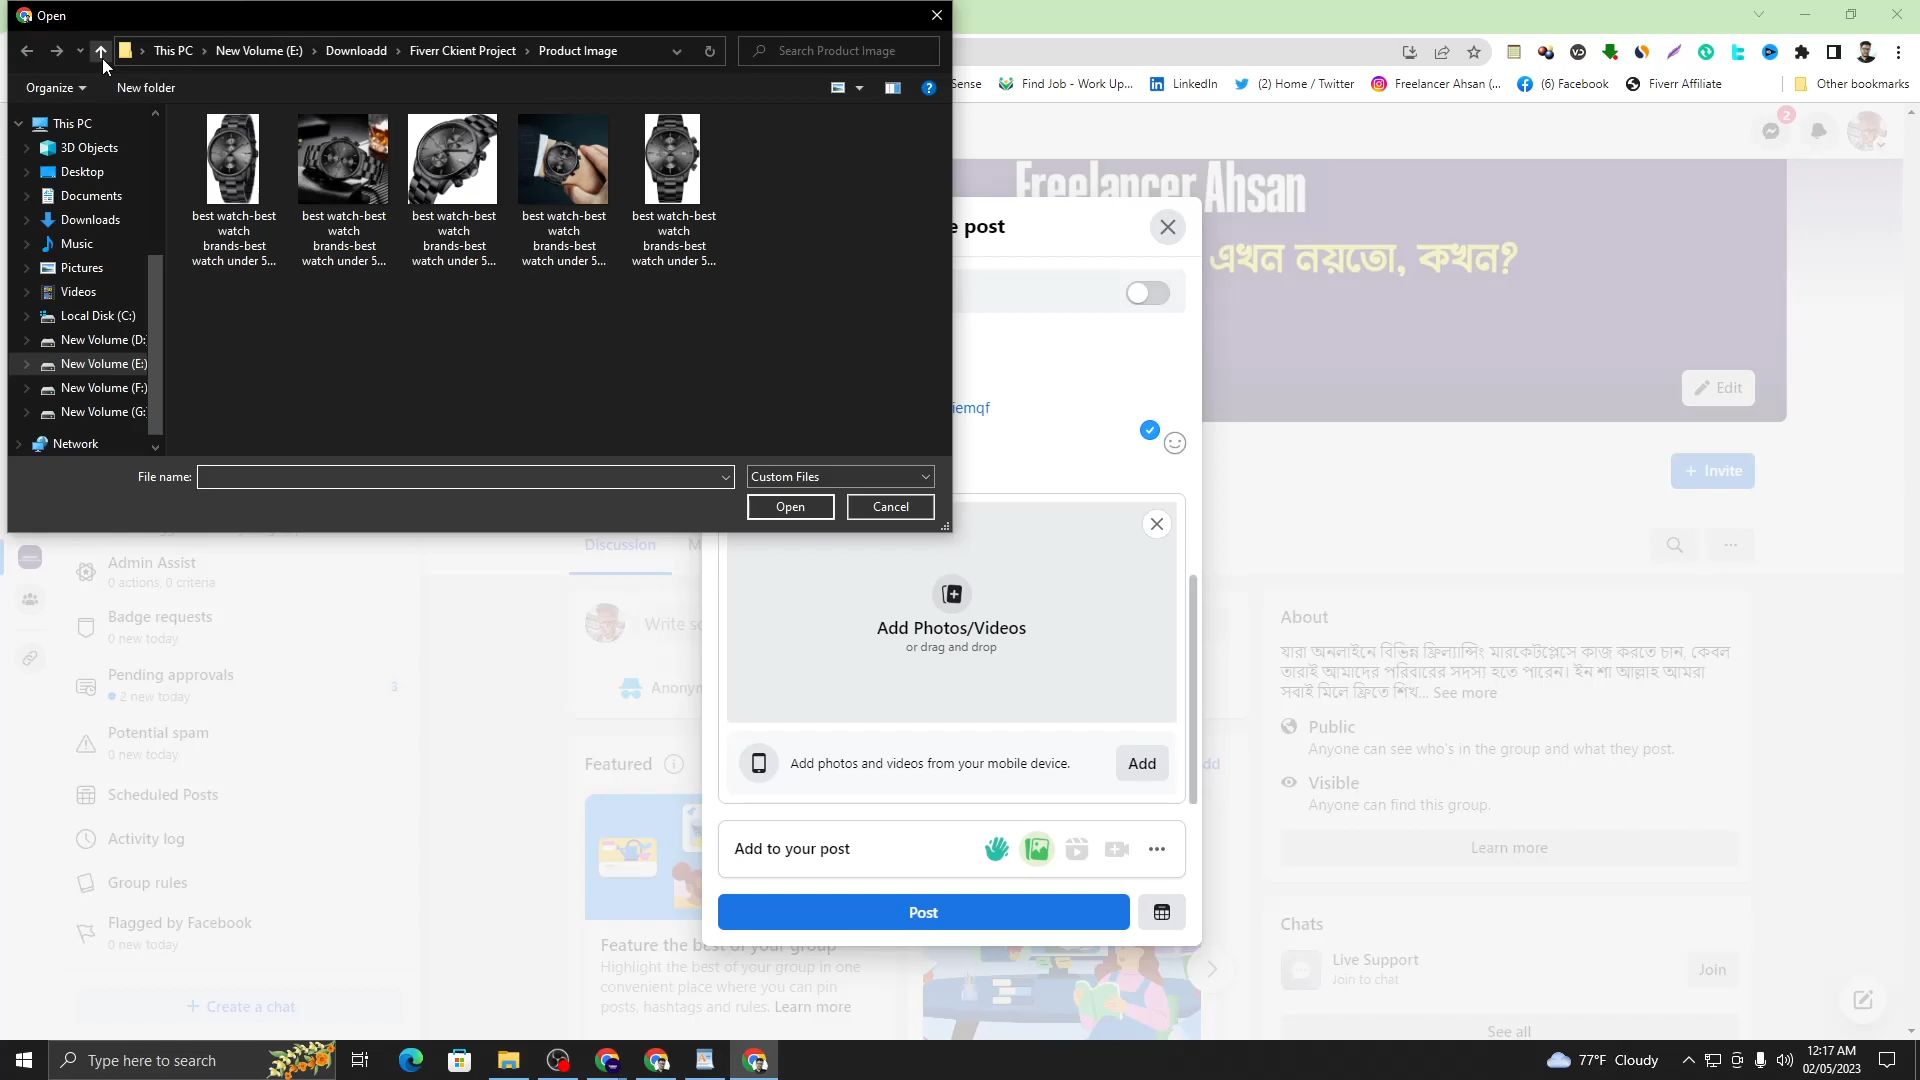 Open
This PC
New Volume (E:)
Downloadd
Fiverr Ckient Project
Product Image
Search Product Image
Organize
New folder
This PC
3D Objects
Desktop
Documents
Downloads
Music
Pictures
Videos
Local Disk (C:)
New Volume (D:
New Volume (E:)
New Volume (F:)
New Volume (G:
Network
best watch-best
watch
brands-best
watch under 5...
best watch-best
watch
brands-best
watch under 5...
best watch-best
watch
brands-best
watch under 5...
best watch-best
watch
brands-best
watch under 5...
best watch-best
watch
brands-best
watch under 5...
File name:
Custom Files
Open
Cancel
Sense
Find Job - Work Up...
LinkedIn
(2) Home / Twitter
Freelancer Ahsan (...
(6) Facebook
Fiverr Affiliate
Other bookmarks
2
Freelancer Ahsan
এখন নয়তো, কখন?
Edit
e post
iemqf
Invite
Admin Assist
0 actions, 0 criteria
Badge requests
0 new today
Pending approvals
3
2 new today
Potential spam
0 new today
Scheduled Posts
Activity log
Group rules
Flagged by Facebook
0 new today
Create a chat
Discussion
M
Write so
Anonym
Featured
Feature the best of your group
Highlight the best of your group in one
convenient place where you can pin
posts, hashtags and rules. Learn more
Add Photos/Videos
or drag and drop
Add photos and videos from your mobile device.
Add
dd
Add to your post
Post
About
যারা অনলাইনে বিভিন্ন ফ্রিল্যান্সিং মারকেটপ্লেসে কাজ করতে চান, কেবল
তারাই আমাদের পরিবারের সদস্য হতে পারেন। ইন শা আল্লাহ আমরা
সবাই মিলে ফ্রিতে শিখ... See more
Public
Anyone can see who's in the group and what they post.
Visible
Anyone can find this group.
Learn more
Chats
Live Support
Join to chat
Join
See all
Type here to search
77°F Cloudy
12:17 AM
02/05/2023